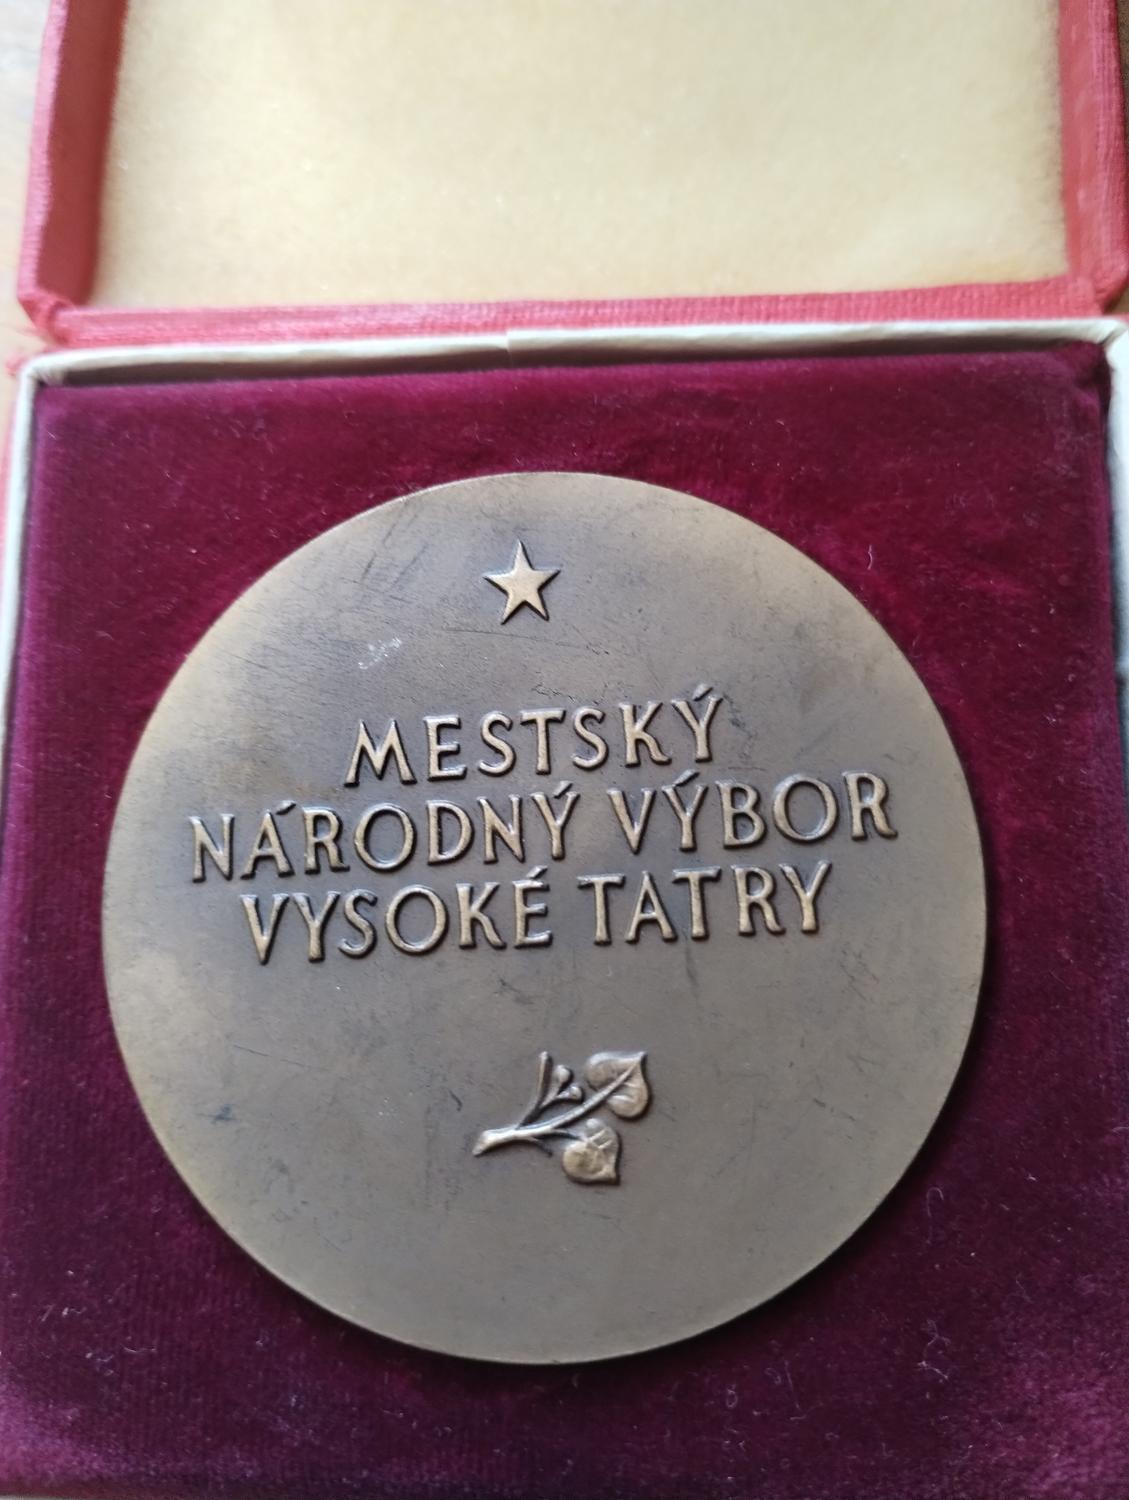 MESTSKÝ
NÁRODNÝ VÝBOR
VYSOKÉ TATRY